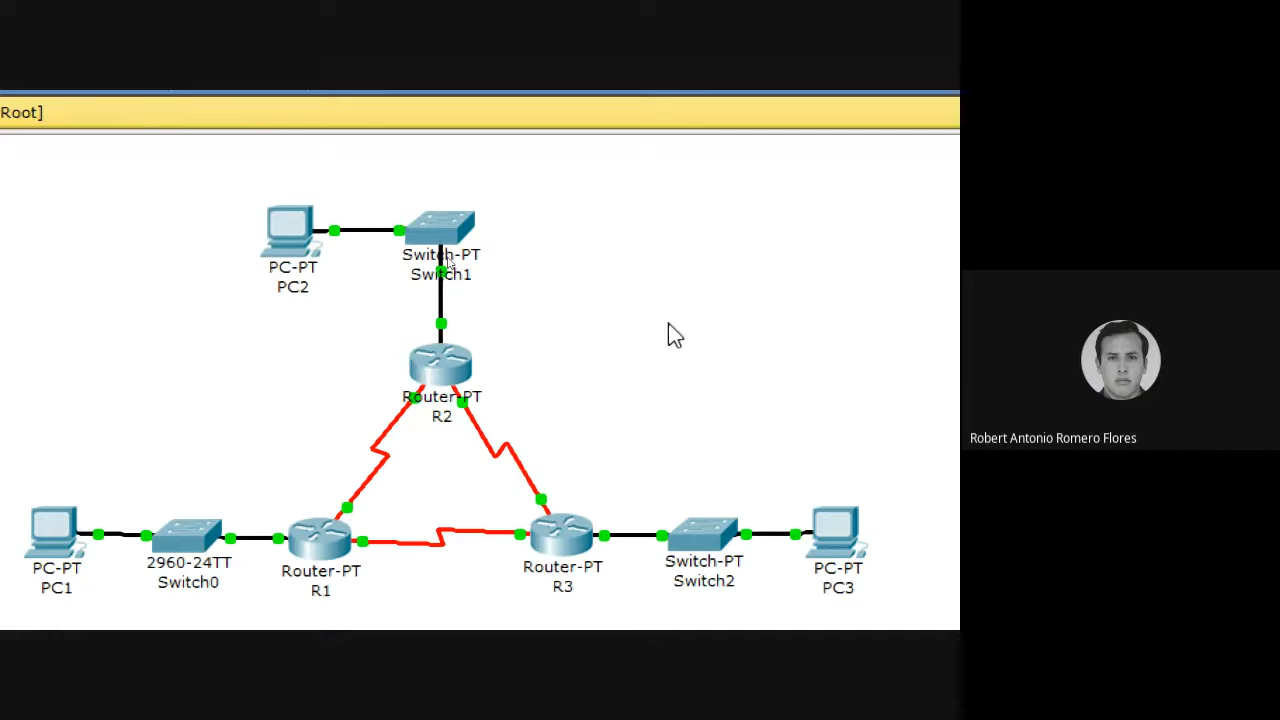 Root]
Switch-PT
Switch1
PC-PT
PC2
Router-PT
R2
PC-PT
PC1
2960-24TT
Switch0
Router-PT
R1
Router-PT
R3
Switch-PT
Switch2
PC-PT
PC3
Robert Antonio Romero Flores